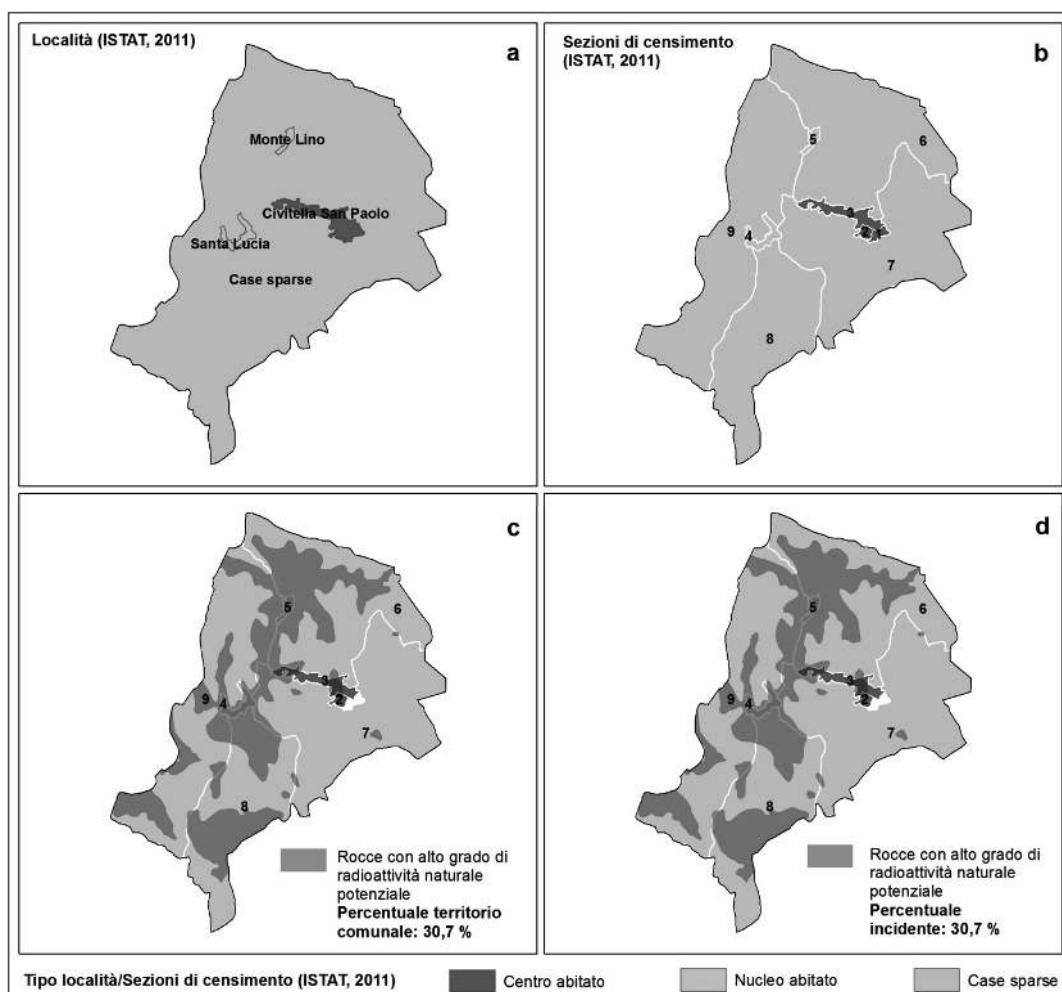 Località (ISTAT, 2011)
a
Monte Lino
Civitella San Paolo
Santa Lucia
Case sparse
Sezioni di censimento
(ISTAT, 2011)
b
5
6
3
9
4
2
1
7
8
c
5
6
3
9
4
2
7
8
Rocce con alto grado di
radioattività naturale
potenziale
Percentuale territorio
comunale: 30,7 %
d
5
6
3
9
4
2
7
8
Rocce con alto grado di
radioattività naturale
potenziale
Percentuale
incidente: 30,7 %
Tipo località/Sezioni di censimento (ISTAT, 2011)
Centro abitato
Nucleo abitato
Case sparse